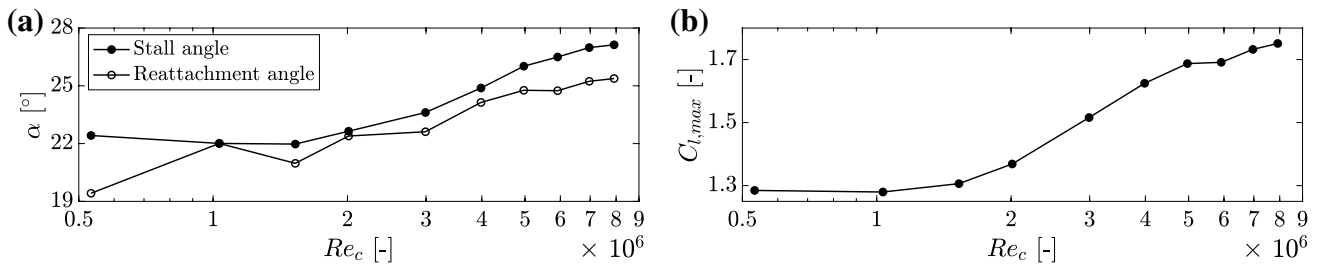 (a)
28
25
22
19
α [°]
Stall angle
Reattachment angle
0.5 1 2 3 4 5 6 7 8 9
Re_c [-] × 10^6
(b)
1.7
1.5
1.3
C_{l,max} [-]
0.5 1 2 3 4 5 6 7 8 9
Re_c [-] × 10^6